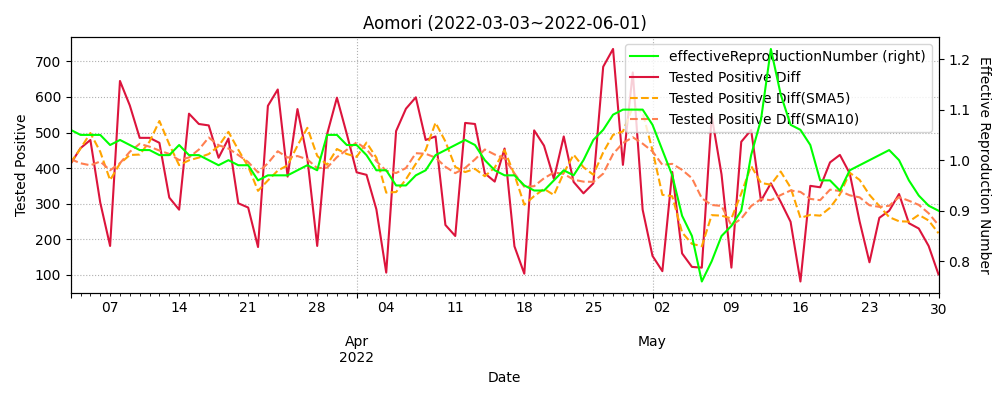 Aomori (2022-03-03~2022-06-01)
effectiveReproductionNumber (right)
Tested Positive Diff
Tested Positive Diff(SMA5)
Tested Positive Diff(SMA10)
Tested Positive
700
600
500
400
300
200
100
1.2
1.1
1.0
0.9
0.8
Effective Reproduction Number
07 14 21 28 04 11 18 25 02 09 16 23 30
Apr May
2022
Date